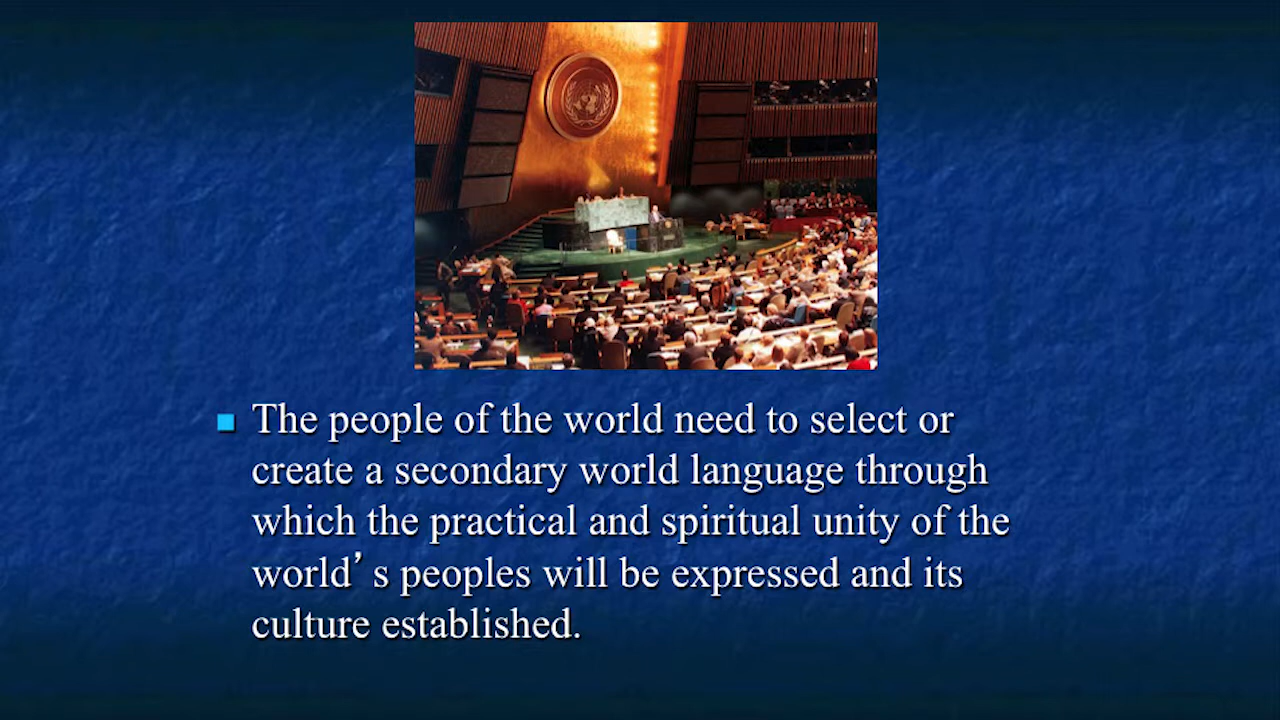 The people of the world need to select or
create a secondary world language through
which the practical and spiritual unity of the
world’s peoples will be expressed and its
culture established.